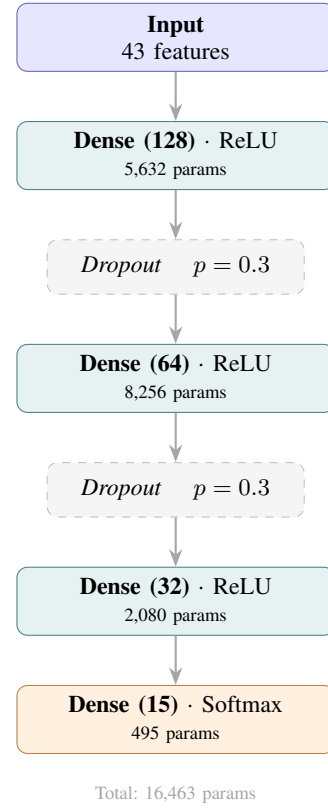 Input
43 features
Dense (128) · ReLU
5,632 params
Dropout p = 0.3
Dense (64) · ReLU
8,256 params
Dropout p = 0.3
Dense (32) · ReLU
2,080 params
Dense (15) · Softmax
495 params
Total: 16,463 params